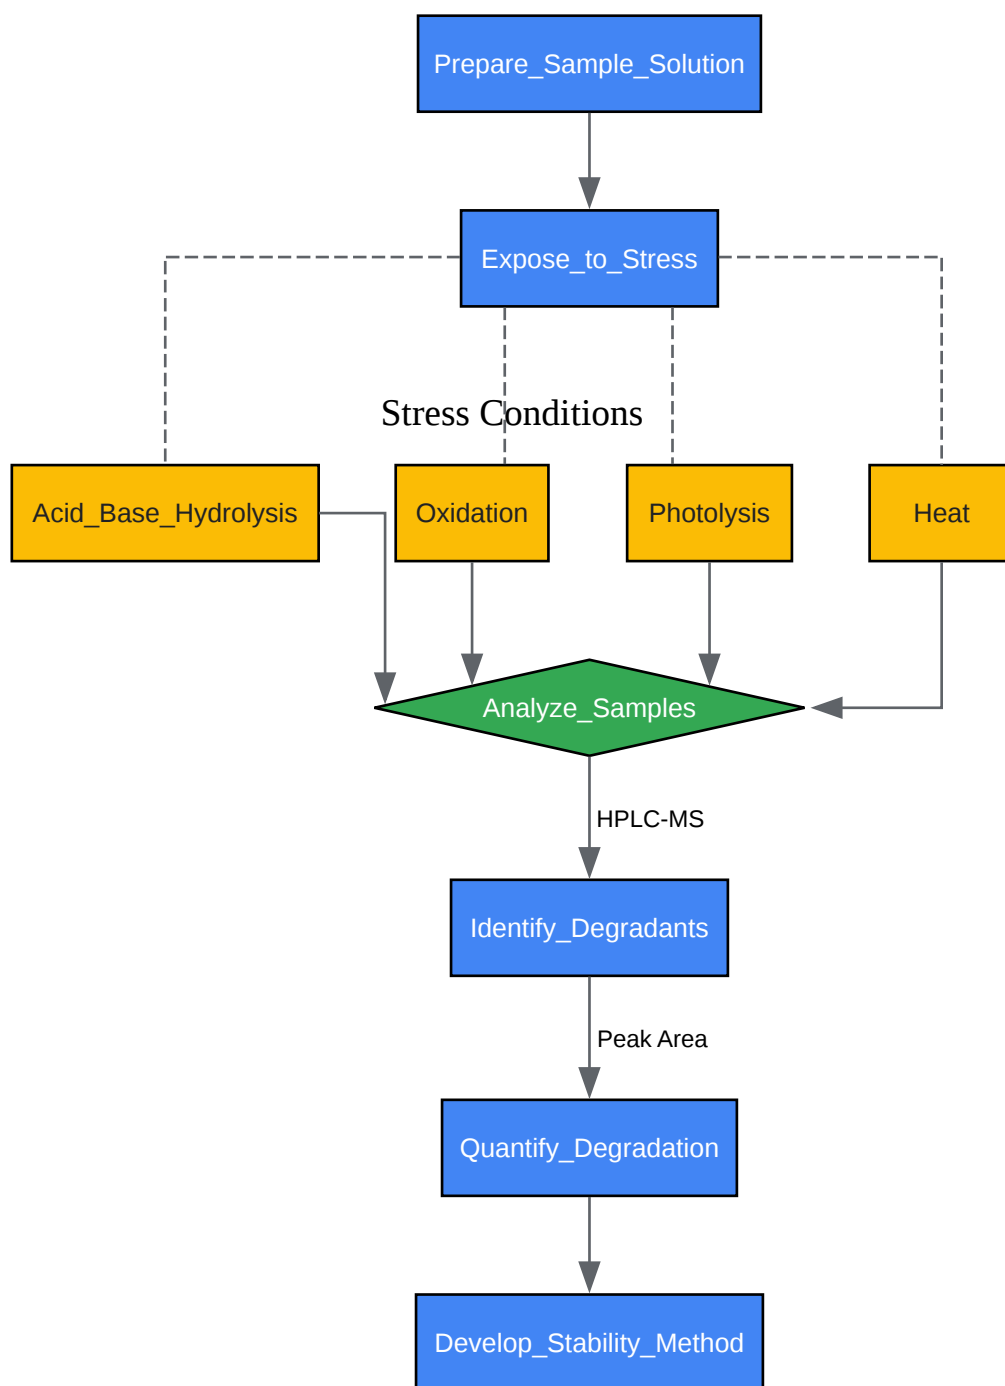 Prepare_Sample_Solution
Expose_to_Stress
Stress Conditions
Acid_Base_Hydrolysis
Oxidation
Photolysis
Heat
Analyze_Samples
HPLC-MS
Identify_Degradants
Peak Area
Quantify_Degradation
Develop_Stability_Method